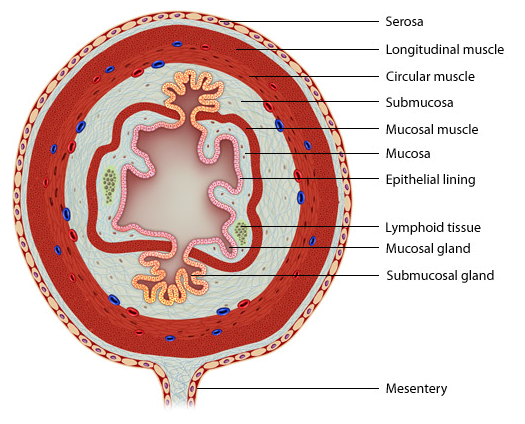 Serosa
Longitudinal muscle
Circular muscle
Submucosa
Mucosal muscle
Mucosa
Epithelial lining
Lymphoid tissue
Mucosal gland
Submucosal gland
Mesentery